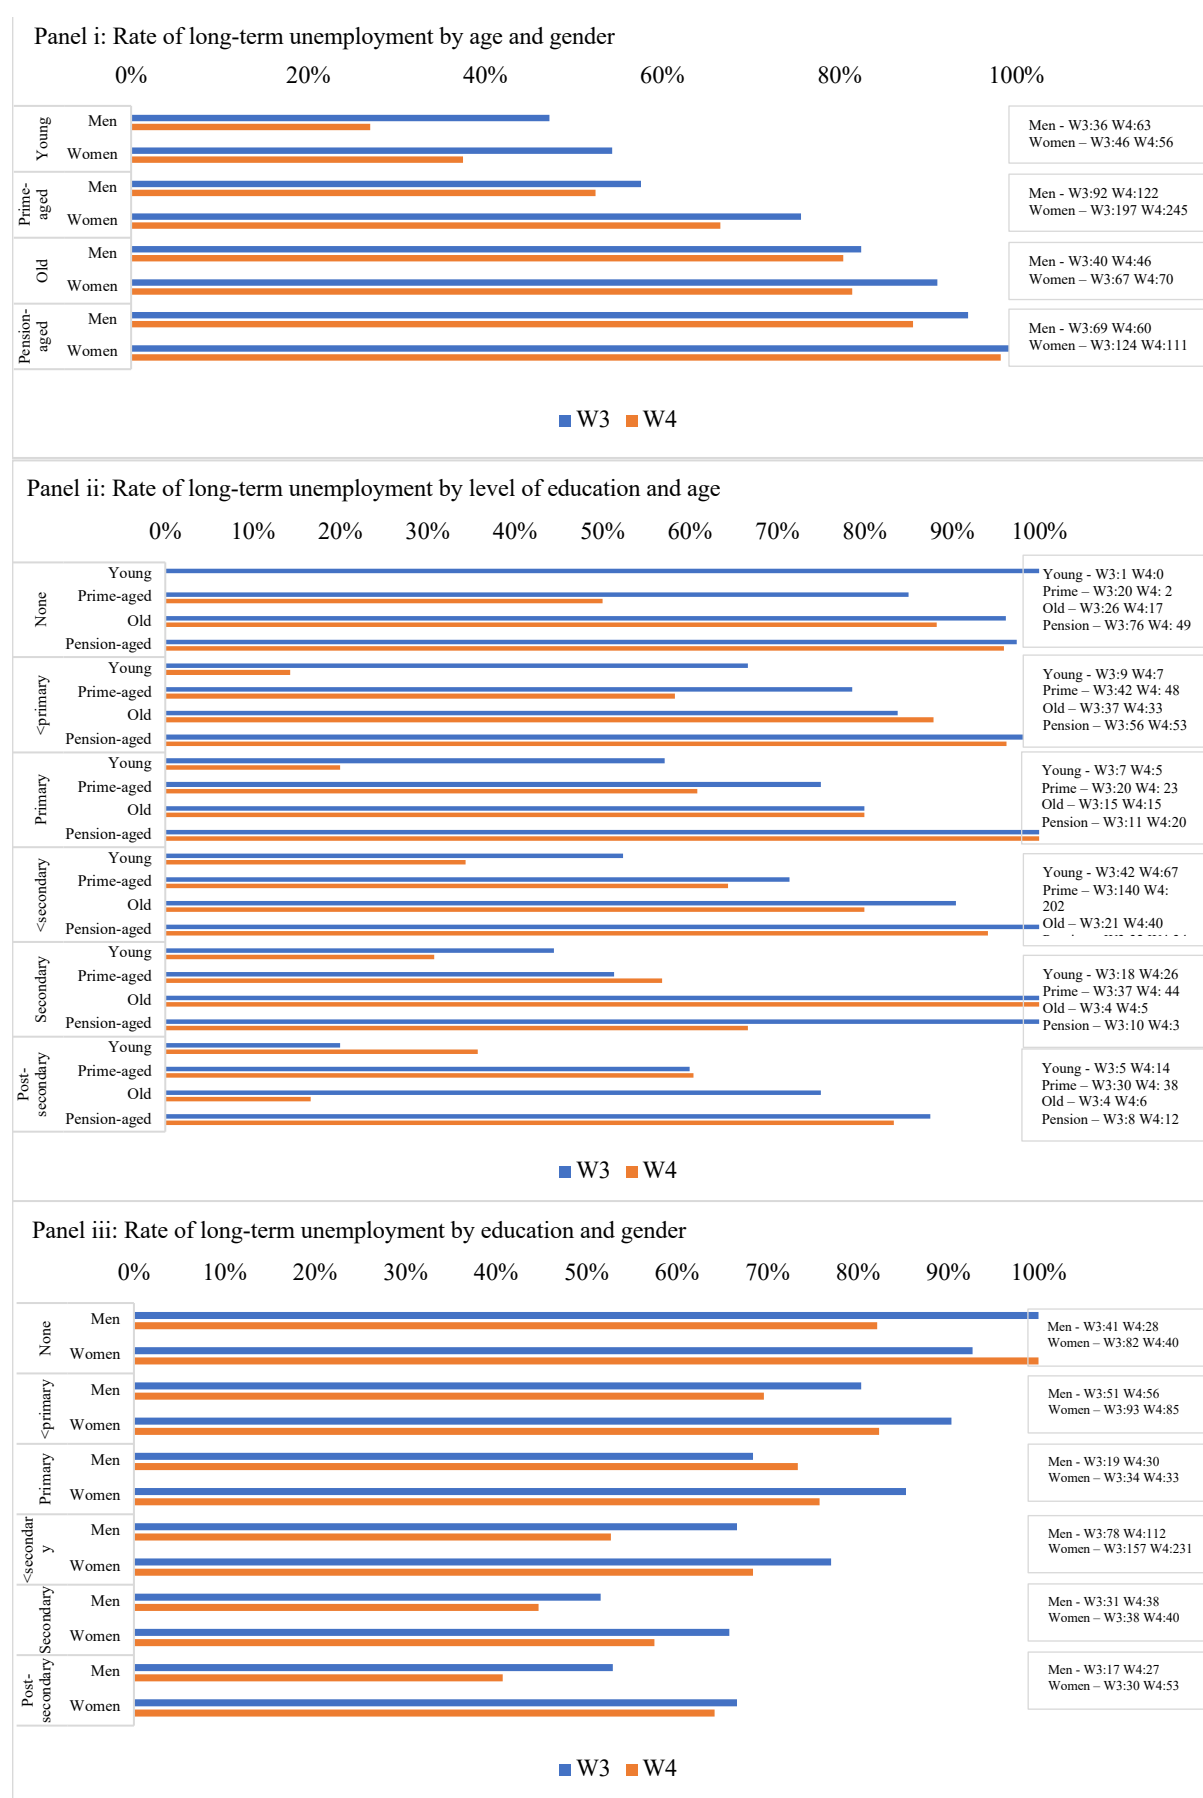 Panel i: Rate of long-term unemployment by age and gender
0% 20% 40% 60% 80% 100%
Young
Men
Women
Men - W3:36 W4:63
Women – W3:46 W4:56
Prime-
aged
Men
Women
Men - W3:92 W4:122
Women – W3:197 W4:245
Old
Men
Women
Men - W3:40 W4:46
Women – W3:67 W4:70
Pension-
aged
Men
Women
Men - W3:69 W4:60
Women – W3:124 W4:111
W3 W4
Panel ii: Rate of long-term unemployment by level of education and age
0% 10% 20% 30% 40% 50% 60% 70% 80% 90% 100%
None
Young
Prime-aged
Old
Pension-aged
Young - W3:1 W4:0
Prime – W3:20 W4: 2
Old – W3:26 W4:17
Pension – W3:76 W4: 49
<primary
Young
Prime-aged
Old
Pension-aged
Young - W3:9 W4:7
Prime – W3:42 W4: 48
Old – W3:37 W4:33
Pension – W3:56 W4:53
Primary
Young
Prime-aged
Old
Pension-aged
Young - W3:7 W4:5
Prime – W3:20 W4: 23
Old – W3:15 W4:15
Pension – W3:11 W4:20
<secondary
Young
Prime-aged
Old
Pension-aged
Young - W3:42 W4:67
Prime – W3:140 W4:
202
Old – W3:21 W4:40
Secondary
Young
Prime-aged
Old
Pension-aged
Young - W3:18 W4:26
Prime – W3:37 W4: 44
Old – W3:4 W4:5
Pension – W3:10 W4:3
Post-
secondary
Young
Prime-aged
Old
Pension-aged
Young - W3:5 W4:14
Prime – W3:30 W4: 38
Old – W3:4 W4:6
Pension – W3:8 W4:12
W3 W4
Panel iii: Rate of long-term unemployment by education and gender
0% 10% 20% 30% 40% 50% 60% 70% 80% 90% 100%
None
Men
Women
Men - W3:41 W4:28
Women – W3:82 W4:40
<primary
Men
Women
Men - W3:51 W4:56
Women – W3:93 W4:85
Primary
Men
Women
Men - W3:19 W4:30
Women – W3:34 W4:33
<secondar
y
Men
Women
Men - W3:78 W4:112
Women – W3:157 W4:231
Secondary
Men
Women
Men - W3:31 W4:38
Women – W3:38 W4:40
Post-
secondary
Men
Women
Men - W3:17 W4:27
Women – W3:30 W4:53
W3 W4